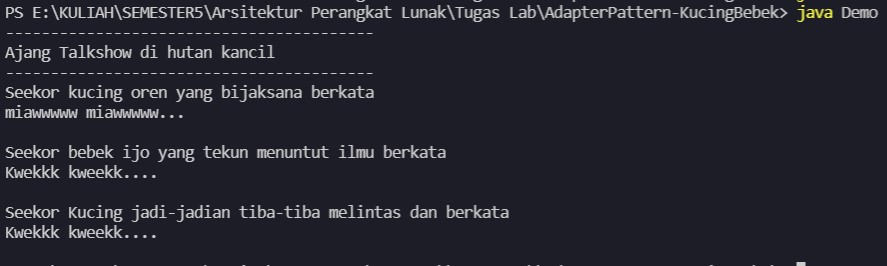 PS E:\KULIAH\SEMESTER5\Arsitektur Perangkat Lunak\Tugas Lab\AdapterPattern-KucingBebek> java Demo
-----------------------------------------
Ajang Talkshow di hutan kancil
-----------------------------------------
Seekor kucing oren yang bijaksana berkata
miawwwww miawwwww...
Seekor bebek ijo yang tekun menuntut ilmu berkata
Kwekkk kweekk....
Seekor Kucing jadi-jadian tiba-tiba melintas dan berkata
Kwekkk kweekk....